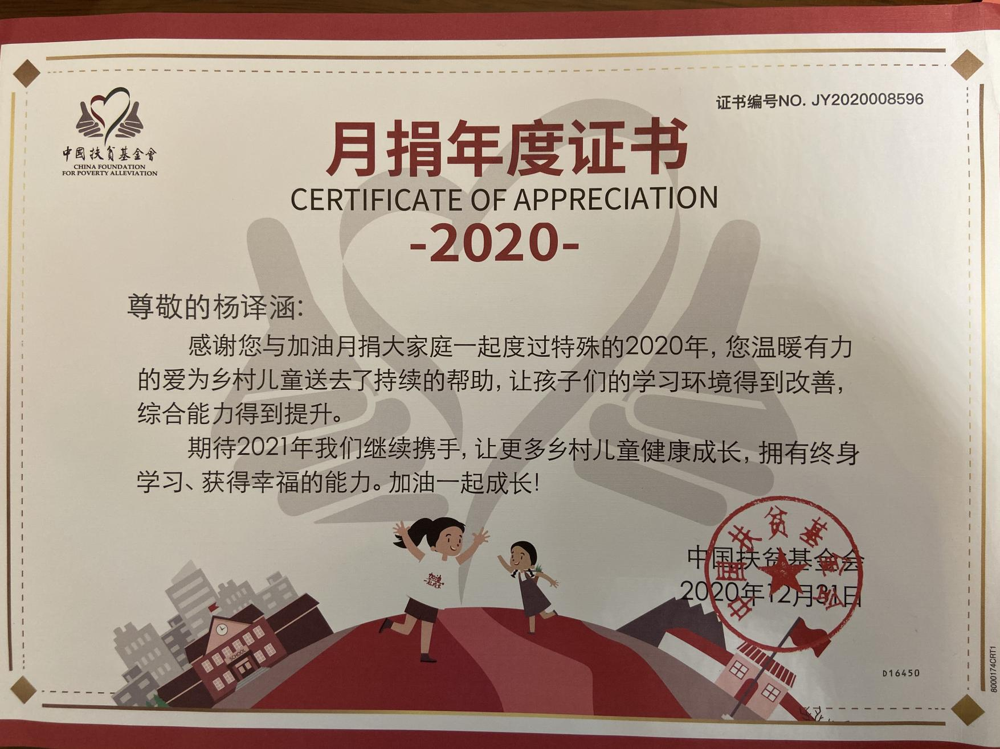 中國扶貧基金會
CHINA FOUNDATION
FOR POVERTY ALLEVIATION
证书编号NO. JY2020008596
月捐年度证书
CERTIFICATE OF APPRECIATION
-2020-
尊敬的杨译涵:
感谢您与加油月捐大家庭一起度过特殊的2020年, 您温暖有力
的爱为乡村儿童送去了持续的帮助, 让孩子们的学习环境得到改善,
综合能力得到提升。
期待2021年我们继续携手, 让更多乡村儿童健康成长, 拥有终身
学习、获得幸福的能力。加油一起成长!
加油
一起成长
中国扶贫基金会
2020年12月31日
中国扶贫基金会
SCHOOL
D16450
8000174CRT1